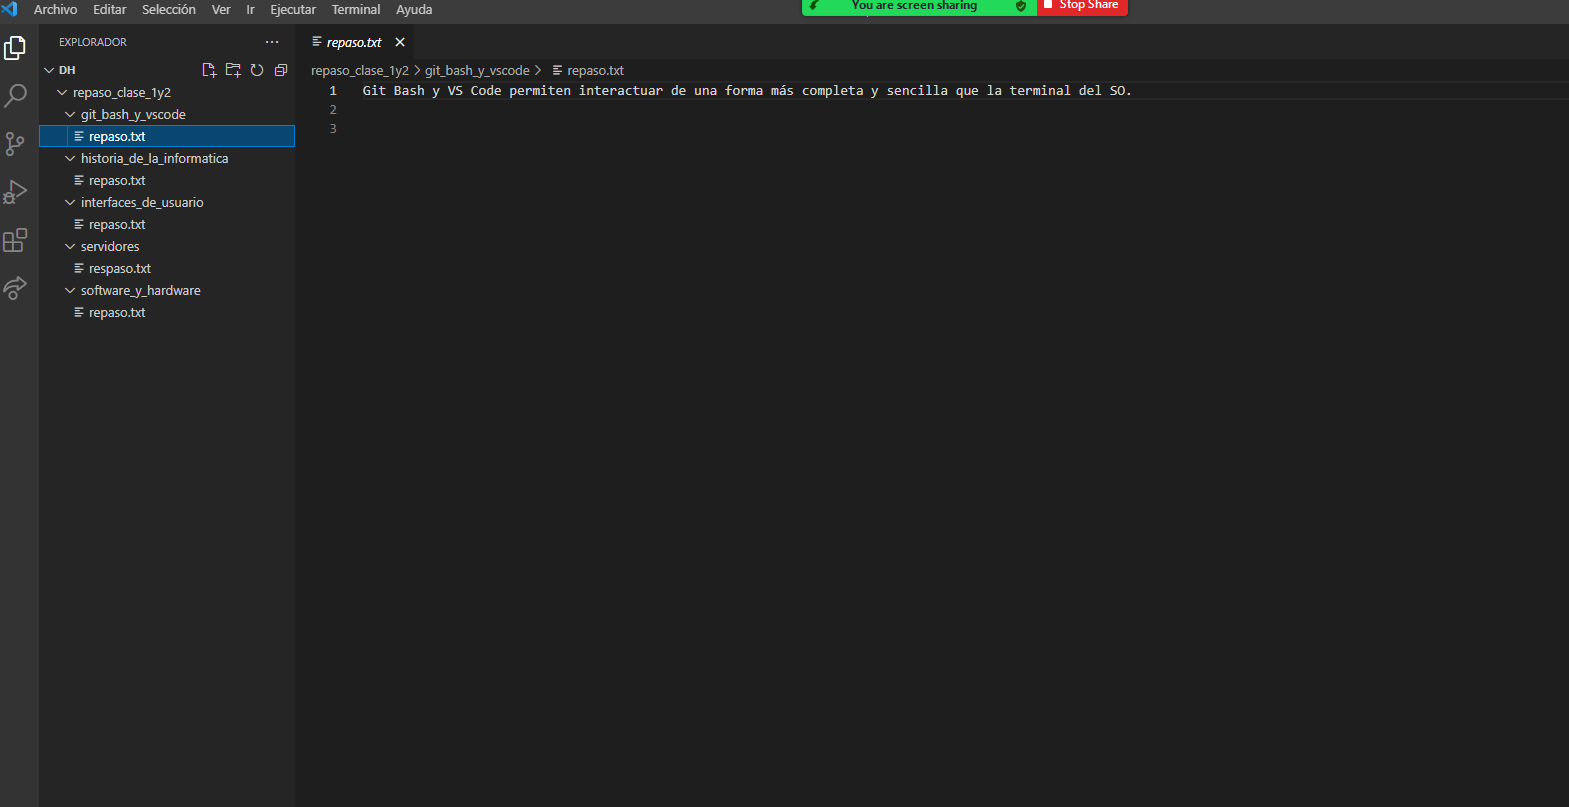 Archivo Editar Selección Ver Ir Ejecutar Terminal Ayuda
You are screen sharing Stop Share
EXPLORADOR
repaso.txt
DH
repaso_clase_1y2 > git_bash_y_vscode > repaso.txt
repaso_clase_1y2
git_bash_y_vscode
repaso.txt
historia_de_la_informatica
repaso.txt
interfaces_de_usuario
repaso.txt
servidores
respaso.txt
software_y_hardware
repaso.txt
1 Git Bash y VS Code permiten interactuar de una forma más completa y sencilla que la terminal del SO.
2
3